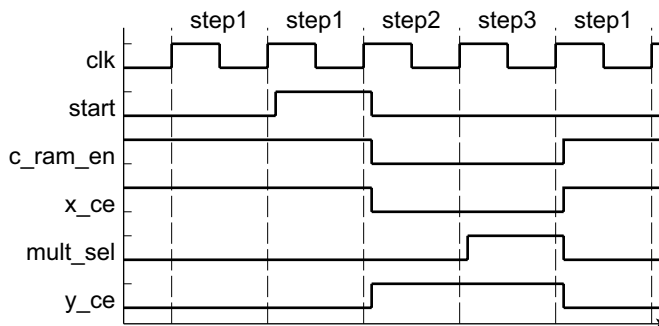 step1 step1 step2 step3 step1
clk
start
c_ram_en
x_ce
mult_sel
y_ce